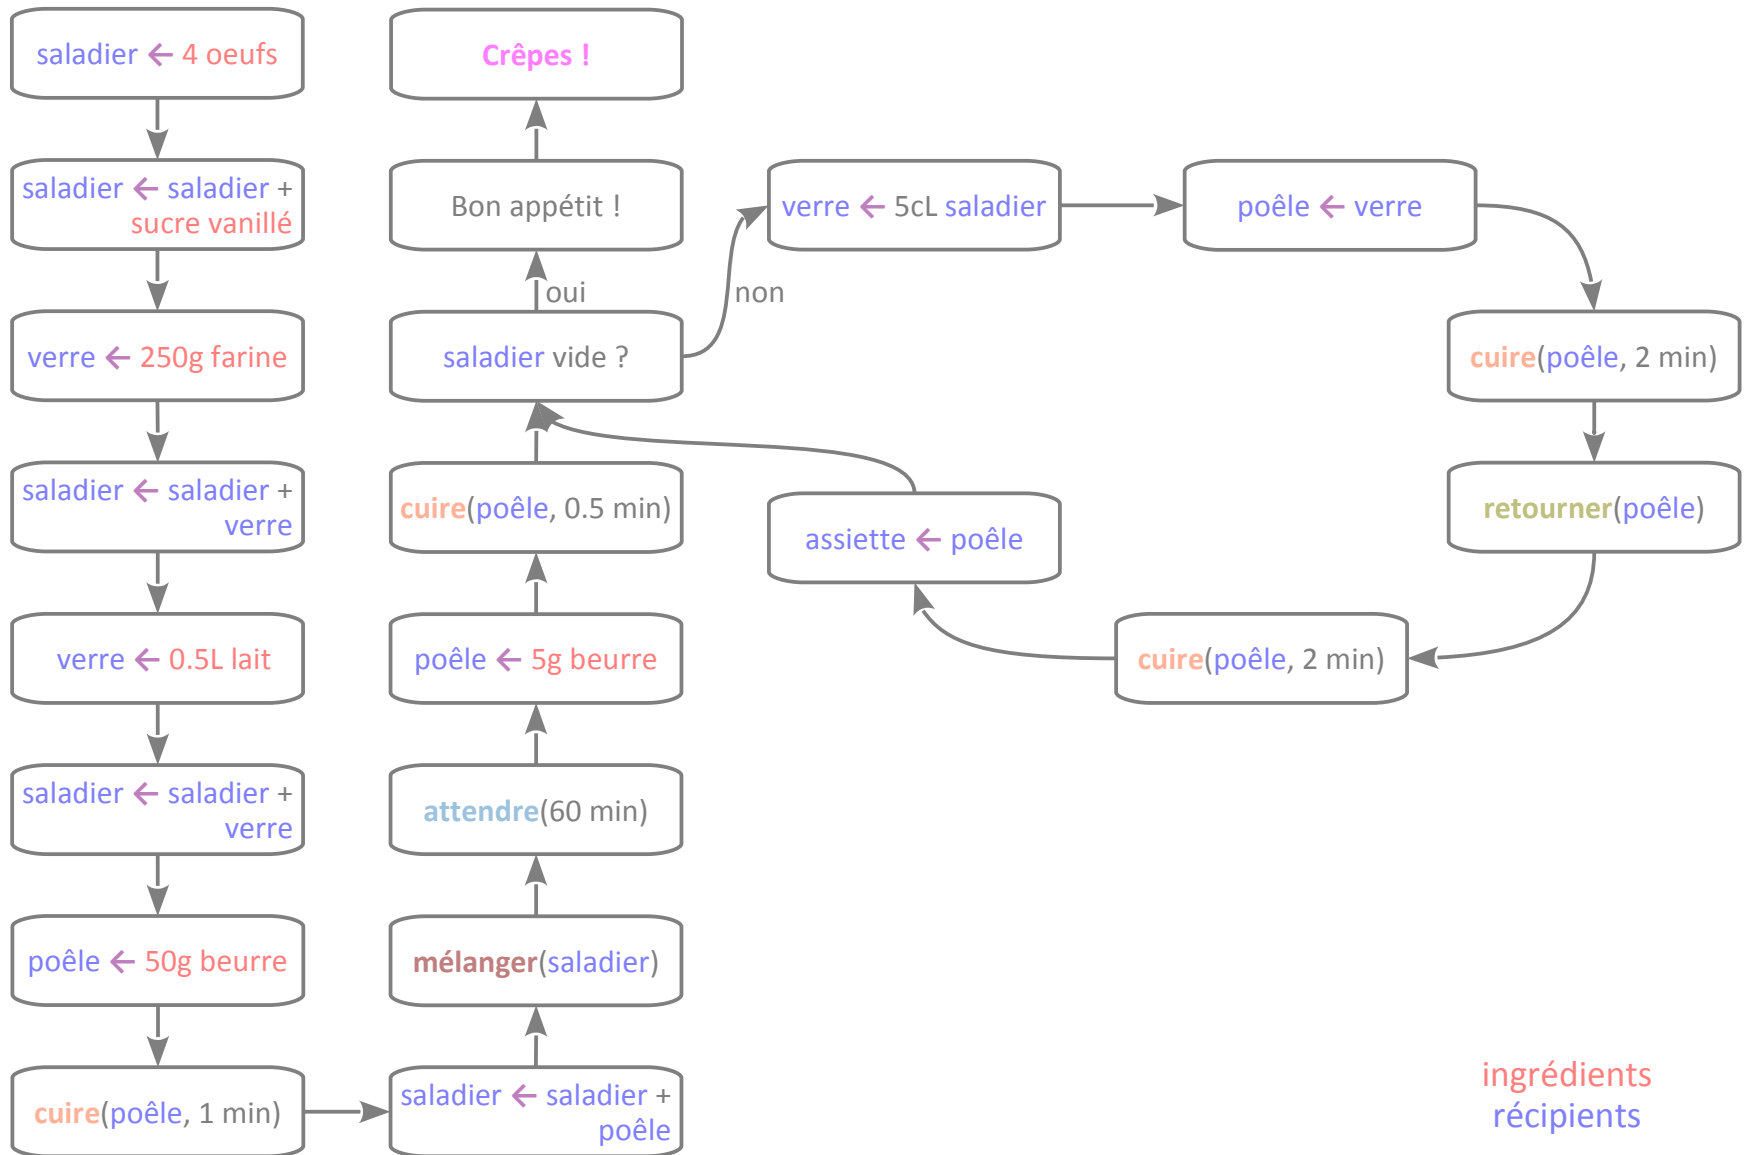 saladier ← 4 oeufs
saladier ← saladier +
sucre vanillé
verre ← 250g farine
saladier ← saladier +
verre
verre ← 0.5L lait
saladier ← saladier +
verre
poêle ← 50g beurre
cuire(poêle, 1 min)
saladier ← saladier +
poêle
mélanger(saladier)
attendre(60 min)
poêle ← 5g beurre
cuire(poêle, 0.5 min)
saladier vide ?
oui
Bon appétit !
Crêpes !
non
verre ← 5cL saladier
poêle ← verre
cuire(poêle, 2 min)
retourner(poêle)
cuire(poêle, 2 min)
assiette ← poêle
ingrédients
récipients